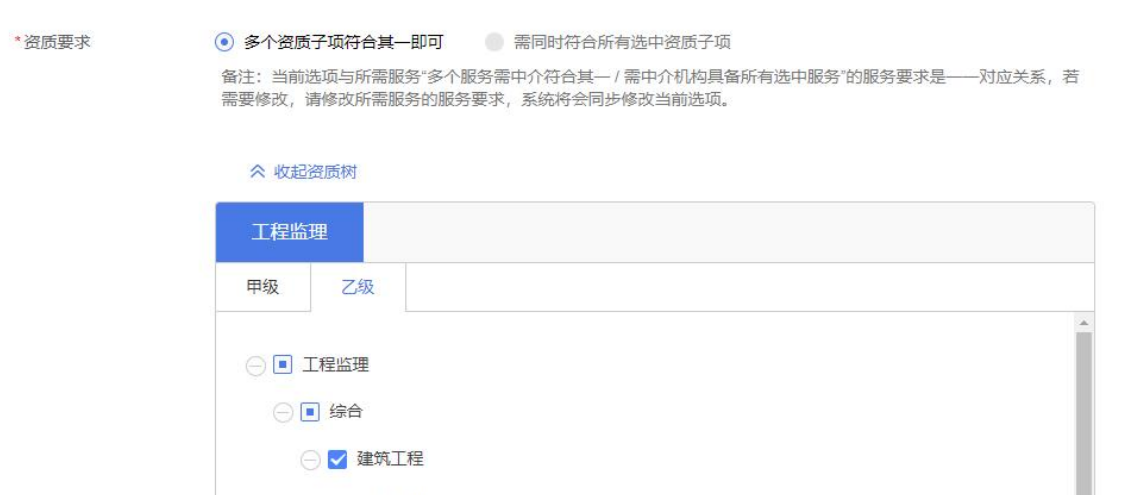 *资质要求 多个资质子项符合其一即可 需同时符合所有选中资质子项
备注：当前选项与所需服务“多个服务需中介符合其一 / 需中介机构具备所有选中服务”的服务要求是一一对应关系，若
需要修改，请修改所需服务的服务要求，系统将会同步修改当前选项。
收起资质树
工程监理
甲级 乙级
工程监理
综合
建筑工程